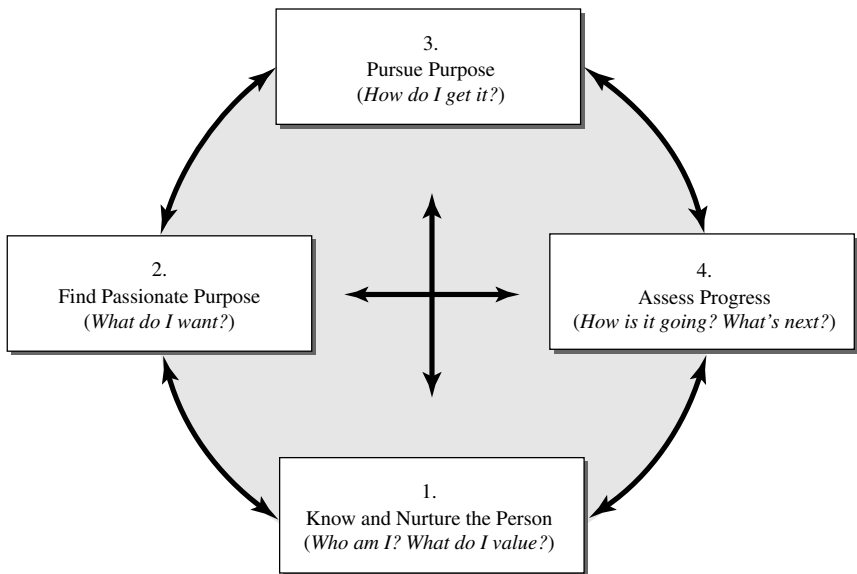 3.
Pursue Purpose
(How do I get it?)
2.
Find Passionate Purpose
(What do I want?)
4.
Assess Progress
(How is it going? What's next?)
1.
Know and Nurture the Person
(Who am I? What do I value?)